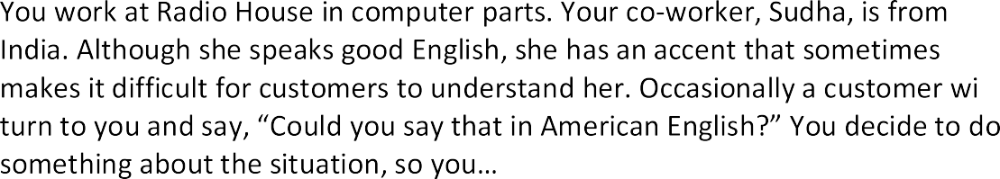 You work at Radio House in computer parts. Your co-worker, Sudha, is from
India. Although she speaks good English, she has an accent that sometimes
makes it difficult for customers to understand her. Occasionally a customer wi
turn to you and say, “Could you say that in American English?” You decide to do
something about the situation, so you…